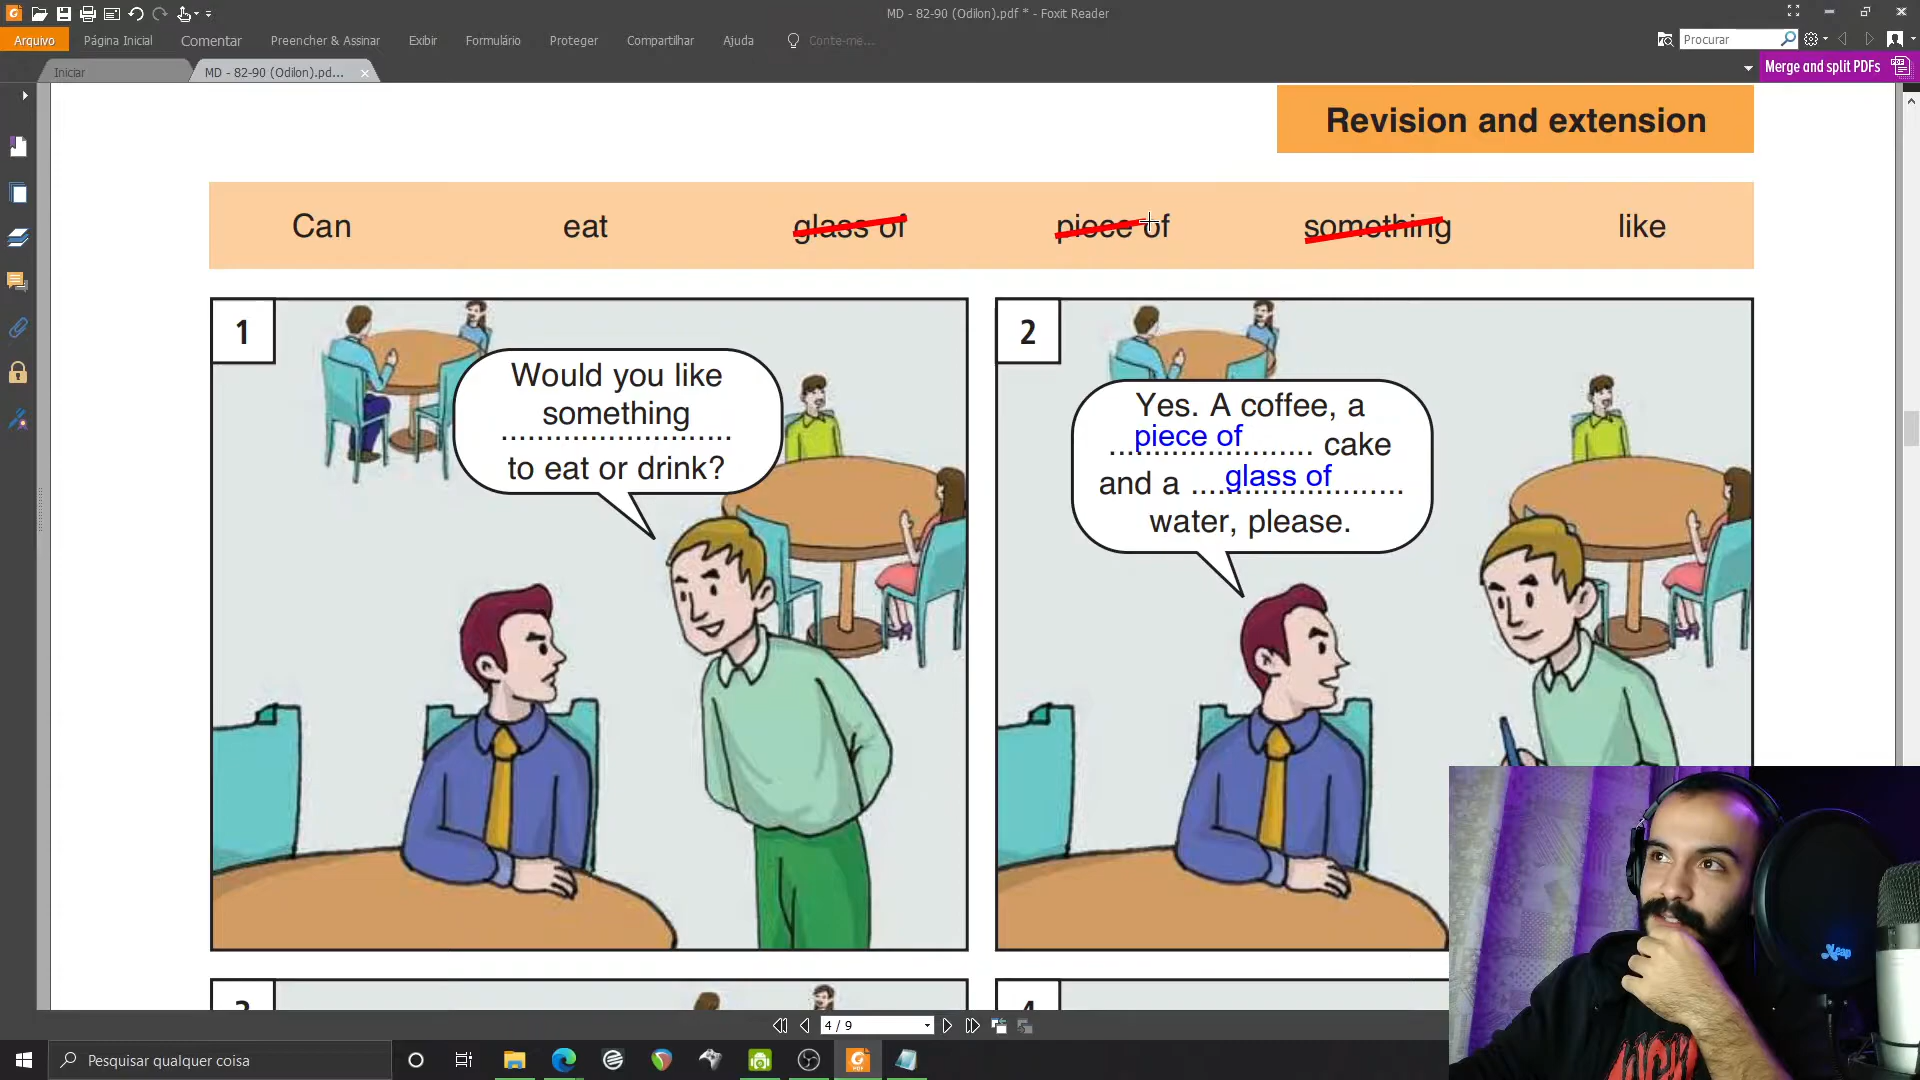 MD - 82-90 (Odilon).pdf * - Foxit Reader
Arquivo Página Inicial Comentar Preencher & Assinar Exibir Formulário Proteger Compartilhar Ajuda Conte-me... Procurar
Iniciar MD - 82-90 (Odilon).pd... Merge and split PDFs
Revision and extension
Can eat glass of piece of something like
1
Would you like
something
..........................
to eat or drink?
2
Yes. A coffee, a
piece of ....................... cake
and a glass of ........................
water, please.
3 4
4 / 9
Pesquisar qualquer coisa